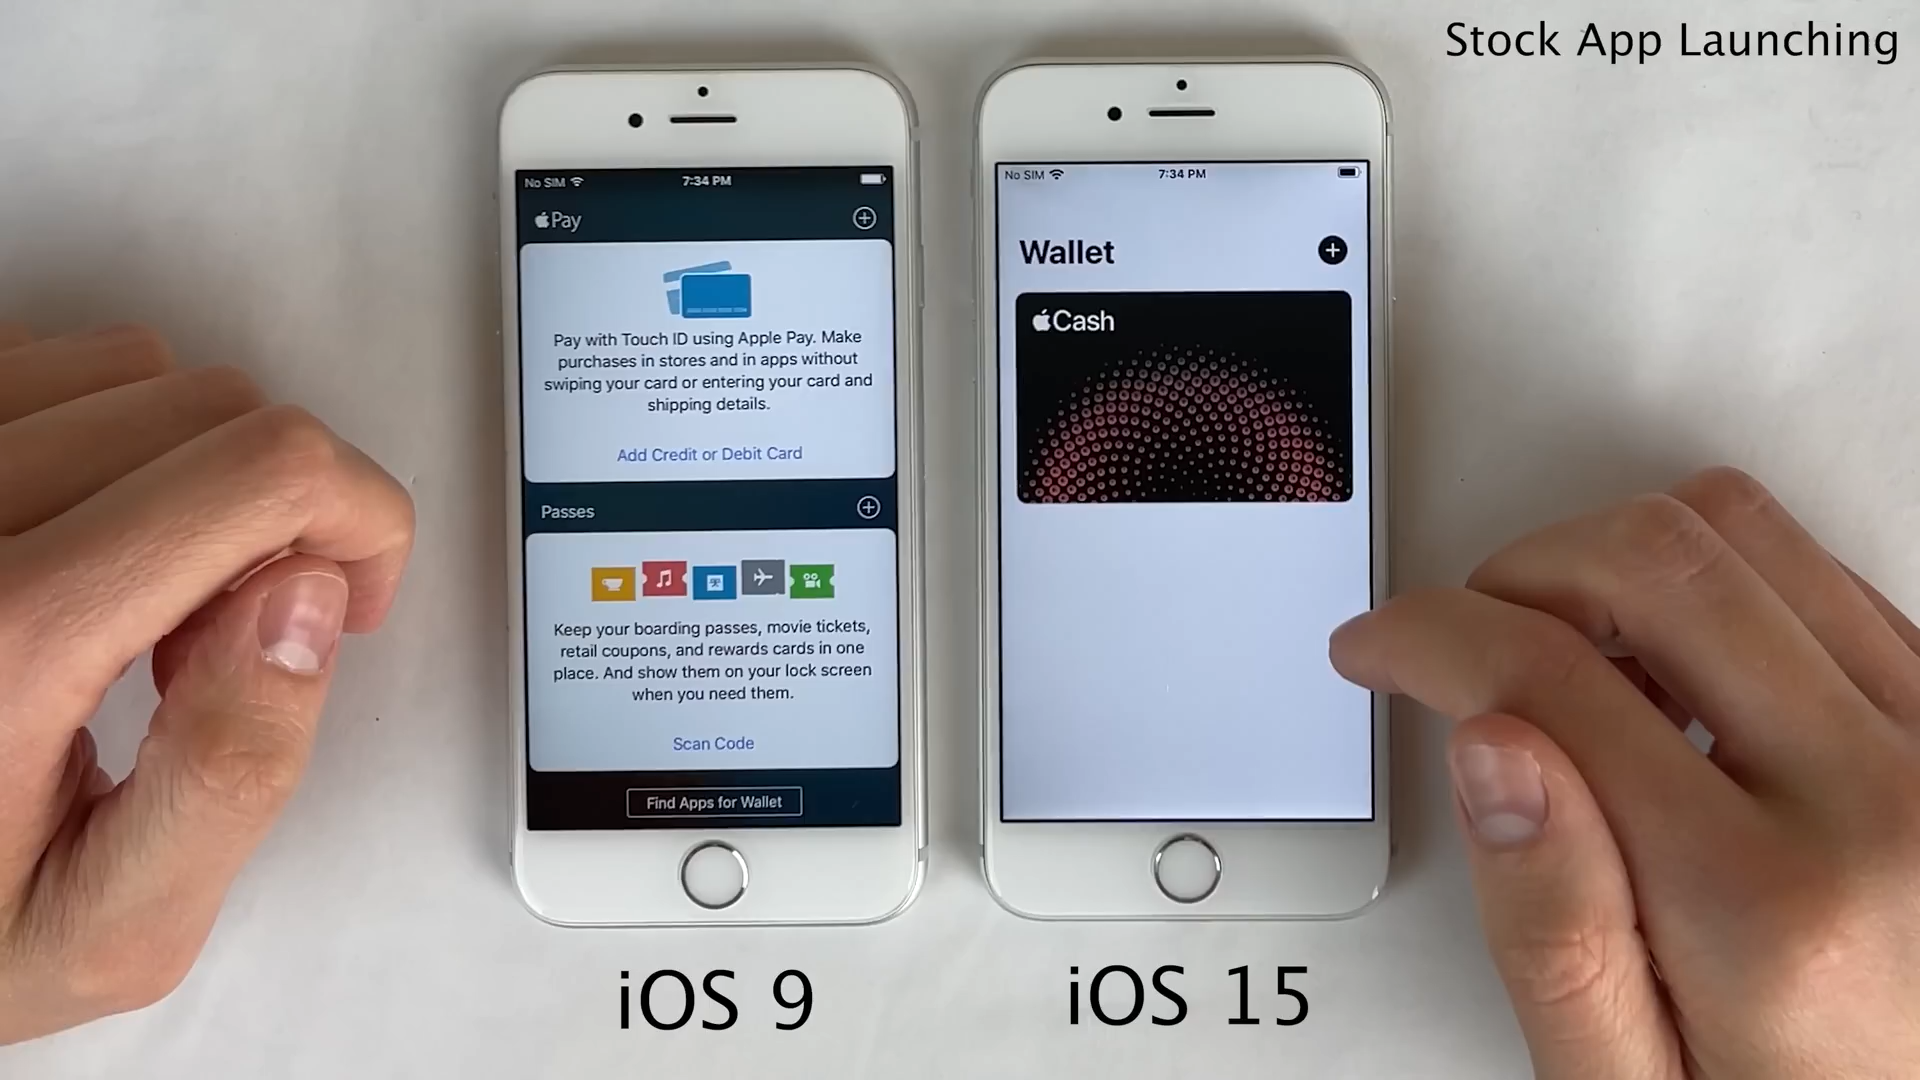 Stock App Launching
No SIM 7:34 PM
Pay
Pay with Touch ID using Apple Pay. Make
purchases in stores and in apps without
swiping your card or entering your card and
shipping details.
Add Credit or Debit Card
Passes
Keep your boarding passes, movie tickets,
retail coupons, and rewards cards in one
place. And show them on your lock screen
when you need them.
Scan Code
Find Apps for Wallet
No SIM 7:34 PM
Wallet
Cash
iOS 9
iOS 15